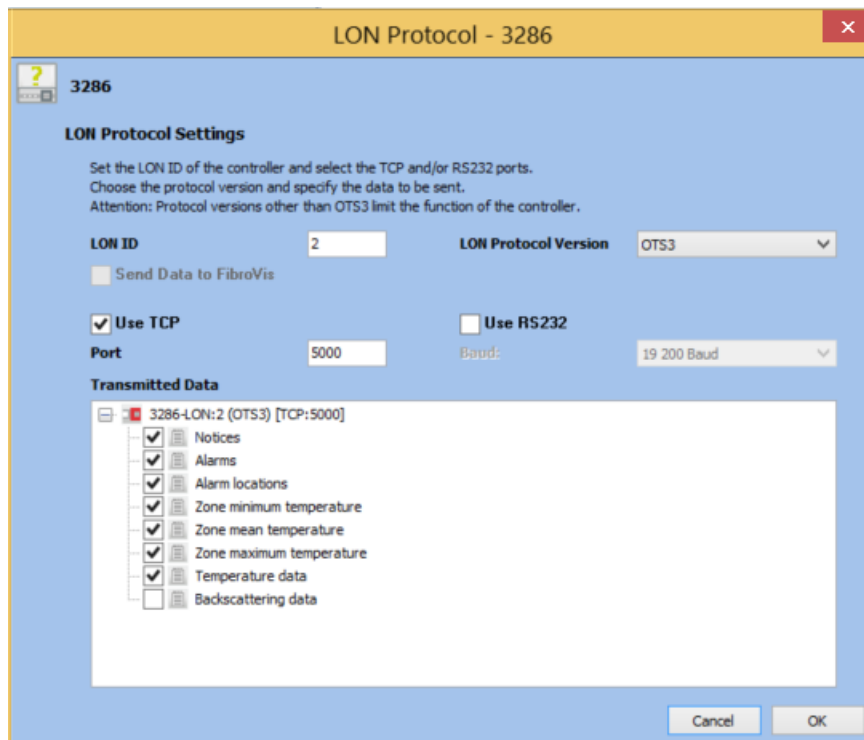 LON Protocol - 3286
3286
LON Protocol Settings
Set the LON ID of the controller and select the TCP and/or RS232 ports.
Choose the protocol version and specify the data to be sent.
Attention: Protocol versions other than OTS3 limit the function of the controller.
LON ID 2 LON Protocol Version OTS3
Send Data to FibroVis
Use TCP Use RS232
Port 5000 Baud: 19 200 Baud
Transmitted Data
3286-LON:2 (OTS3) [TCP:5000]
Notices
Alarms
Alarm locations
Zone minimum temperature
Zone mean temperature
Zone maximum temperature
Temperature data
Backscattering data
Cancel OK